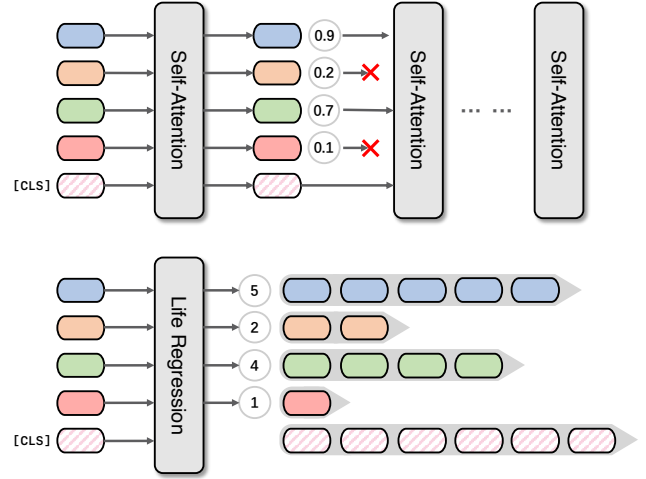 0.9
0.2
0.7
0.1
[CLS]
Self-Attention
Self-Attention
... ...
Self-Attention
5
2
4
1
[CLS]
Life Regression